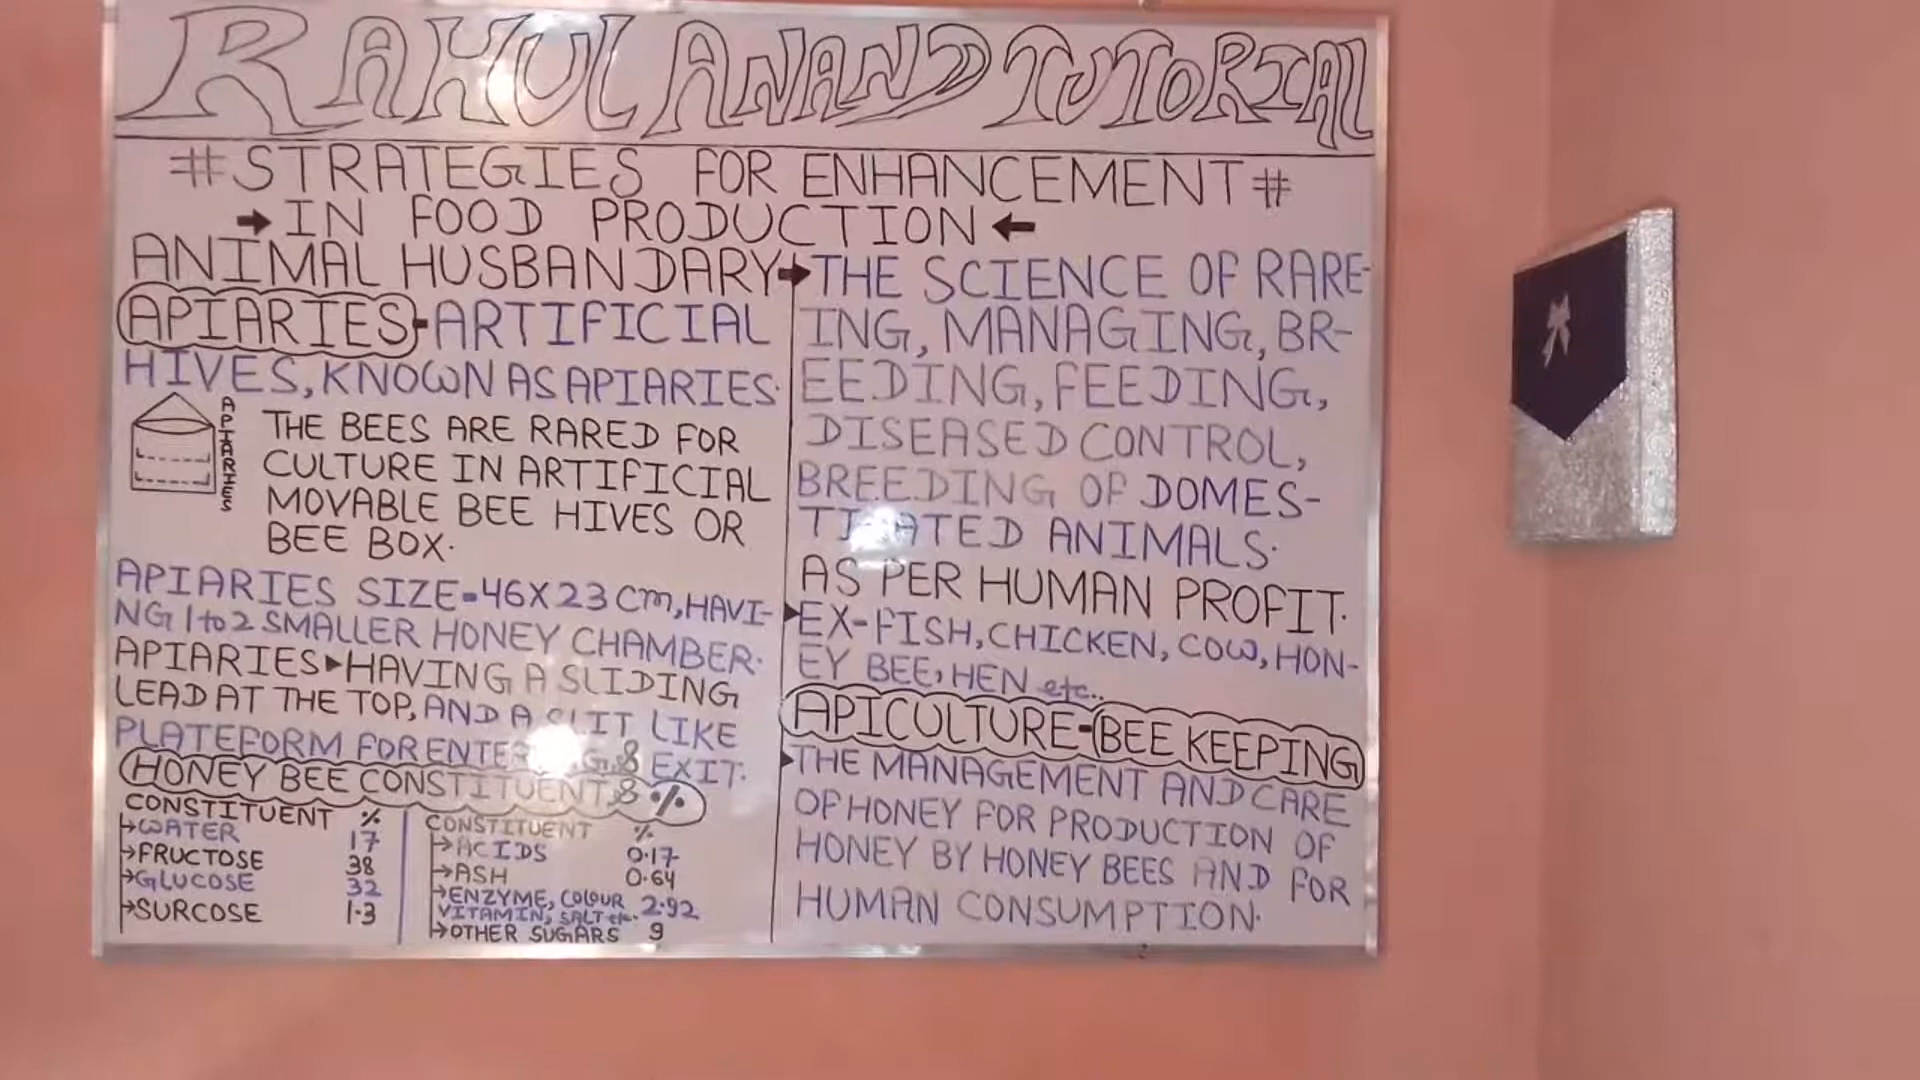 RAHUL ANAND TUTORIAL
#STRATEGIES FOR ENHANCEMENT#
→IN FOOD PRODUCTION←
ANIMAL HUSBANDARY→
APIARIES-ARTIFICIAL
HIVES, KNOWN AS APIARIES.
APIARIES
THE BEES ARE RARED FOR
CULTURE IN ARTIFICIAL
MOVABLE BEE HIVES OR
BEE BOX.
APIARIES SIZE-46X23 cm, HAVI-
NG 1 to 2 SMALLER HONEY CHAMBER.
APIARIES▸HAVING A SLIDING
LEAD AT THE TOP, AND A SLIT LIKE
PLATEFORM FOR ENTERING & EXIT.
HONEY BEE CONSTITUENT & %
CONSTITUENT %
→WATER 17
→FRUCTOSE 38
→GLUCOSE 32
→SURCOSE 1.3
CONSTITUENT %
→ACIDS 0.17
→ASH 0.64
→ENZYME, COLOUR
VITAMIN, SALT etc. 2.92
→OTHER SUGARS 9
THE SCIENCE OF RARE-
ING, MANAGING, BR-
EEDING, FEEDING,
DISEASED CONTROL,
BREEDING OF DOMES-
TICATED ANIMALS.
AS PER HUMAN PROFIT.
▸EX-FISH, CHICKEN, COW, HON-
EY BEE, HEN etc..
APICULTURE-BEE KEEPING
▸THE MANAGEMENT AND CARE
OF HONEY FOR PRODUCTION OF
HONEY BY HONEY BEES AND FOR
HUMAN CONSUMPTION.